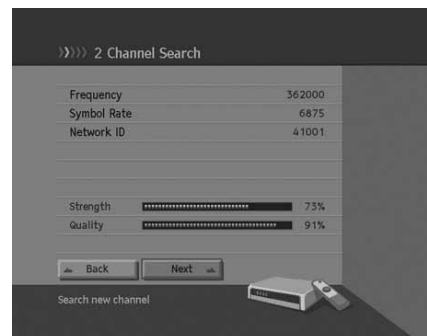 2 Channel Search
Frequency 362000
Symbol Rate 6875
Network ID 41001
Strength 73%
Quality 91%
Back Next
Search new channel